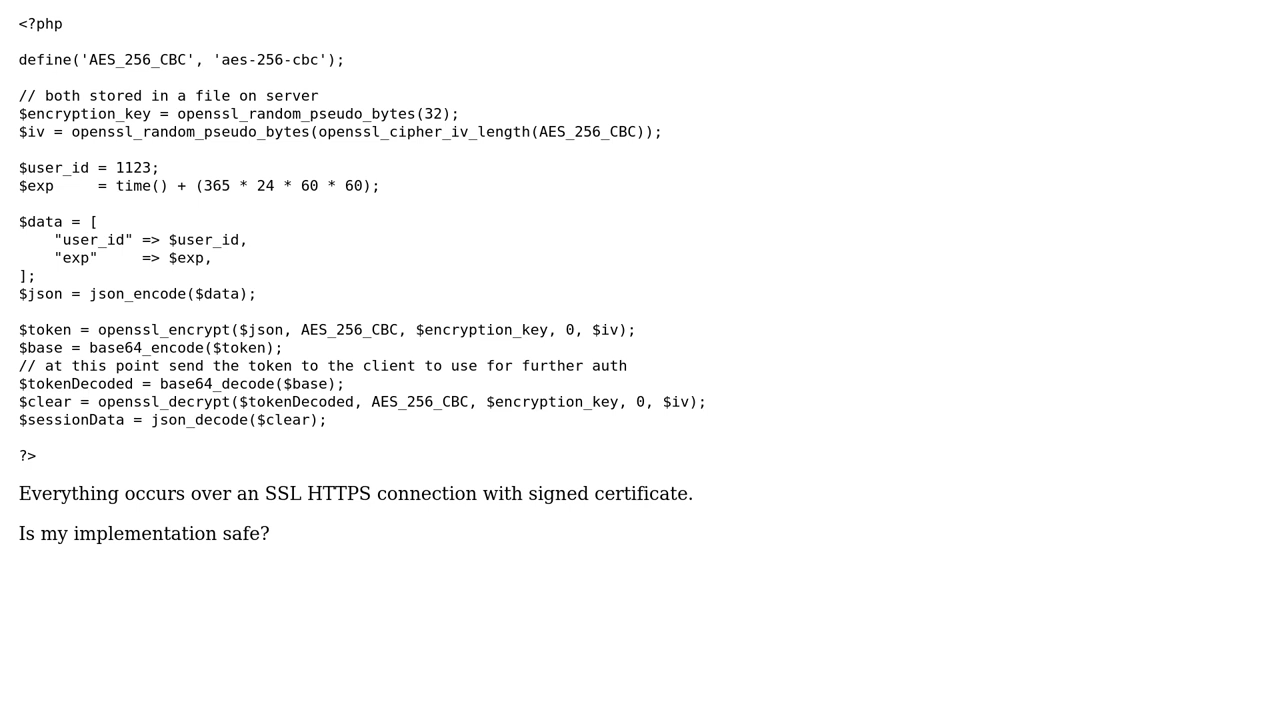 <?php
define('AES_256_CBC', 'aes-256-cbc');
// both stored in a file on server
$encryption_key = openssl_random_pseudo_bytes(32);
$iv = openssl_random_pseudo_bytes(openssl_cipher_iv_length(AES_256_CBC));
$user_id = 1123;
$exp     = time() + (365 * 24 * 60 * 60);
$data = [
    "user_id" => $user_id,
    "exp"     => $exp,
];
$json = json_encode($data);
$token = openssl_encrypt($json, AES_256_CBC, $encryption_key, 0, $iv);
$base = base64_encode($token);
// at this point send the token to the client to use for further auth
$tokenDecoded = base64_decode($base);
$clear = openssl_decrypt($tokenDecoded, AES_256_CBC, $encryption_key, 0, $iv);
$sessionData = json_decode($clear);
?>
Everything occurs over an SSL HTTPS connection with signed certificate.
Is my implementation safe?